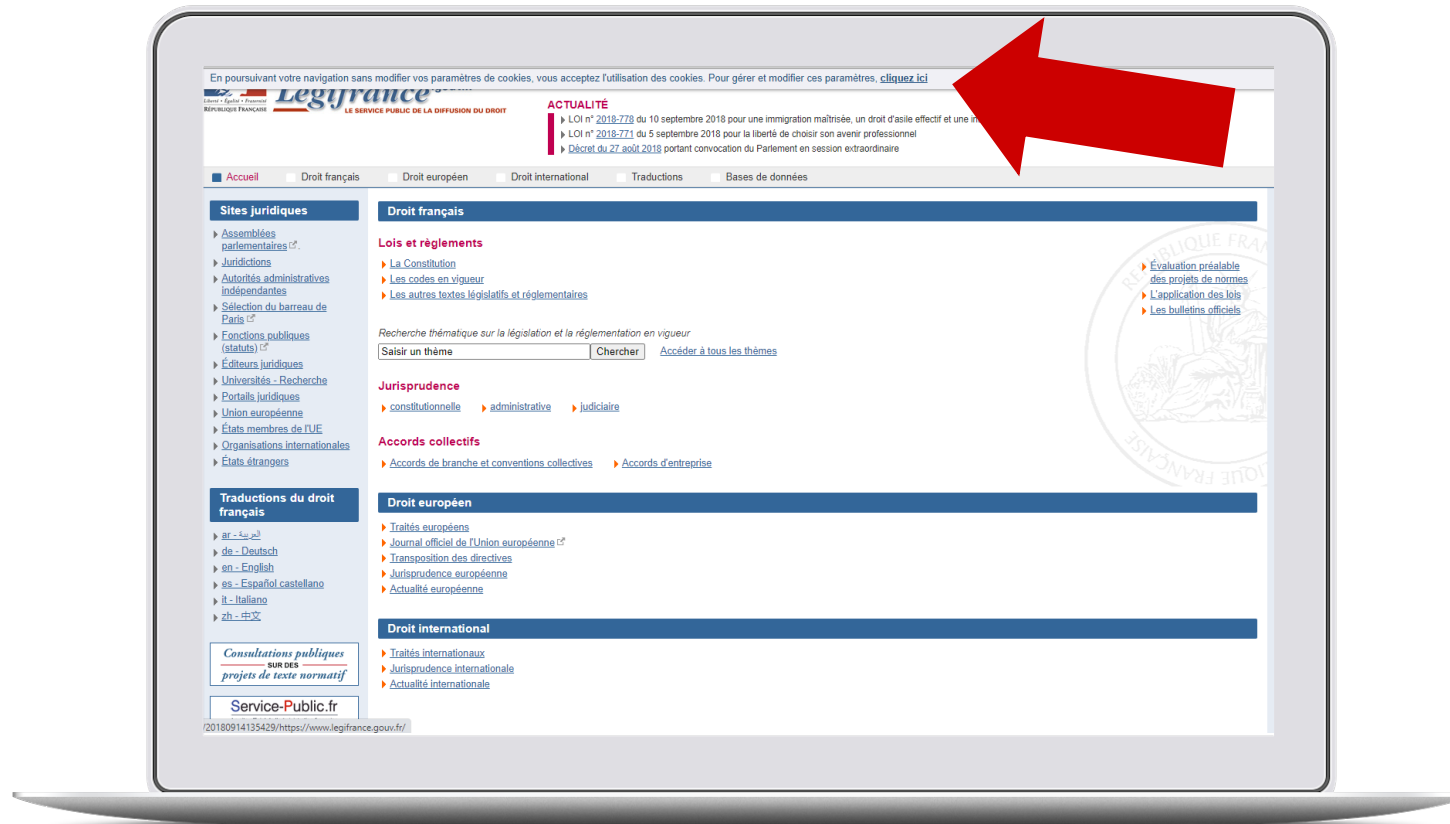 En poursuivant votre navigation sans modifier vos paramètres de cookies, vous acceptez l'utilisation des cookies. Pour gérer et modifier ces paramètres, cliquez ici
Liberté • Égalité • Fraternité
RÉPUBLIQUE FRANÇAISE
Legifrance
LE SERVICE PUBLIC DE LA DIFFUSION DU DROIT
ACTUALITÉ
LOI n° 2018-778 du 10 septembre 2018 pour une immigration maîtrisée, un droit d'asile effectif et une
LOI n° 2018-771 du 5 septembre 2018 pour la liberté de choisir son avenir professionnel
Décret du 27 août 2018 portant convocation du Parlement en session extraordinaire
Accueil Droit français Droit européen Droit international Traductions Bases de données
Sites juridiques
Assemblées
parlementaires .
Juridictions
Autorités administratives
indépendantes
Sélection du barreau de
Paris
Fonctions publiques
(statuts)
Éditeurs juridiques
Universités - Recherche
Portails juridiques
Union européenne
États membres de l'UE
Organisations internationales
États étrangers
Traductions du droit
français
ar - العربية
de - Deutsch
en - English
es - Español castellano
it - Italiano
zh - 中文
Consultations publiques
SUR DES
projets de texte normatif
Service-Public.fr
Droit français
Lois et règlements
La Constitution
Les codes en vigueur
Les autres textes législatifs et réglementaires
Évaluation préalable
des projets de normes
L'application des lois
Les bulletins officiels
Recherche thématique sur la législation et la réglementation en vigueur
Saisir un thème Chercher Accéder à tous les thèmes
Jurisprudence
constitutionnelle administrative judiciaire
Accords collectifs
Accords de branche et conventions collectives Accords d'entreprise
Droit européen
Traités européens
Journal officiel de l'Union européenne
Transposition des directives
Jurisprudence européenne
Actualité européenne
Droit international
Traités internationaux
Jurisprudence internationale
Actualité internationale
/20180914135429/https://www.legifrance.gouv.fr/